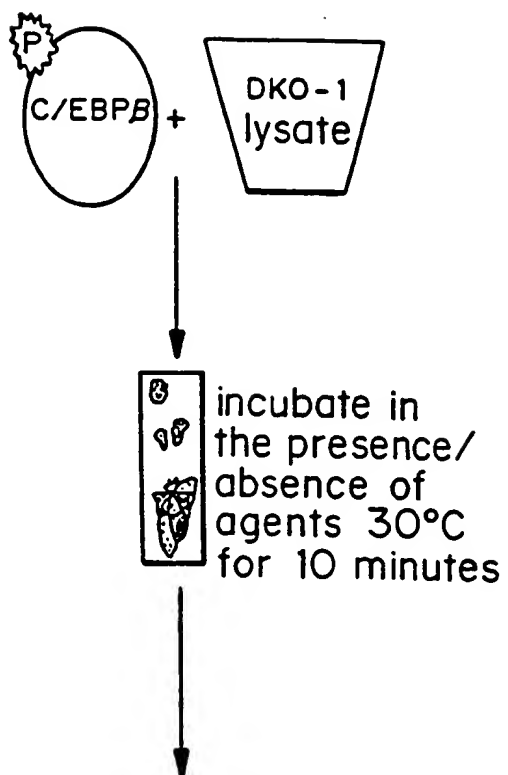 P
C/EBPβ + DKO-1
lysate
incubate in
the presence/
absence of
agents 30°C
for 10 minutes